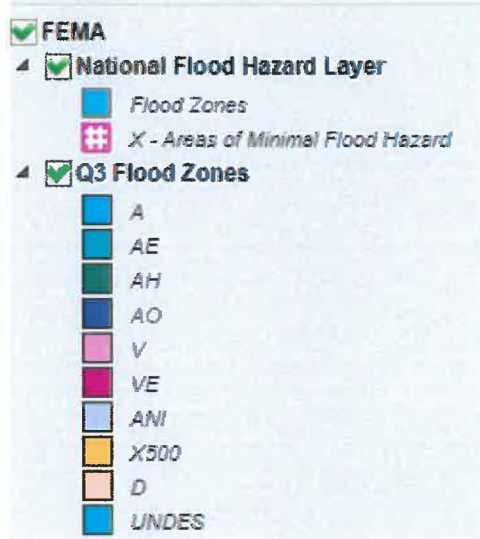 FEMA
National Flood Hazard Layer
Flood Zones
X - Areas of Minimal Flood Hazard
Q3 Flood Zones
A
AE
AH
AO
V
VE
ANI
X500
D
UNDES